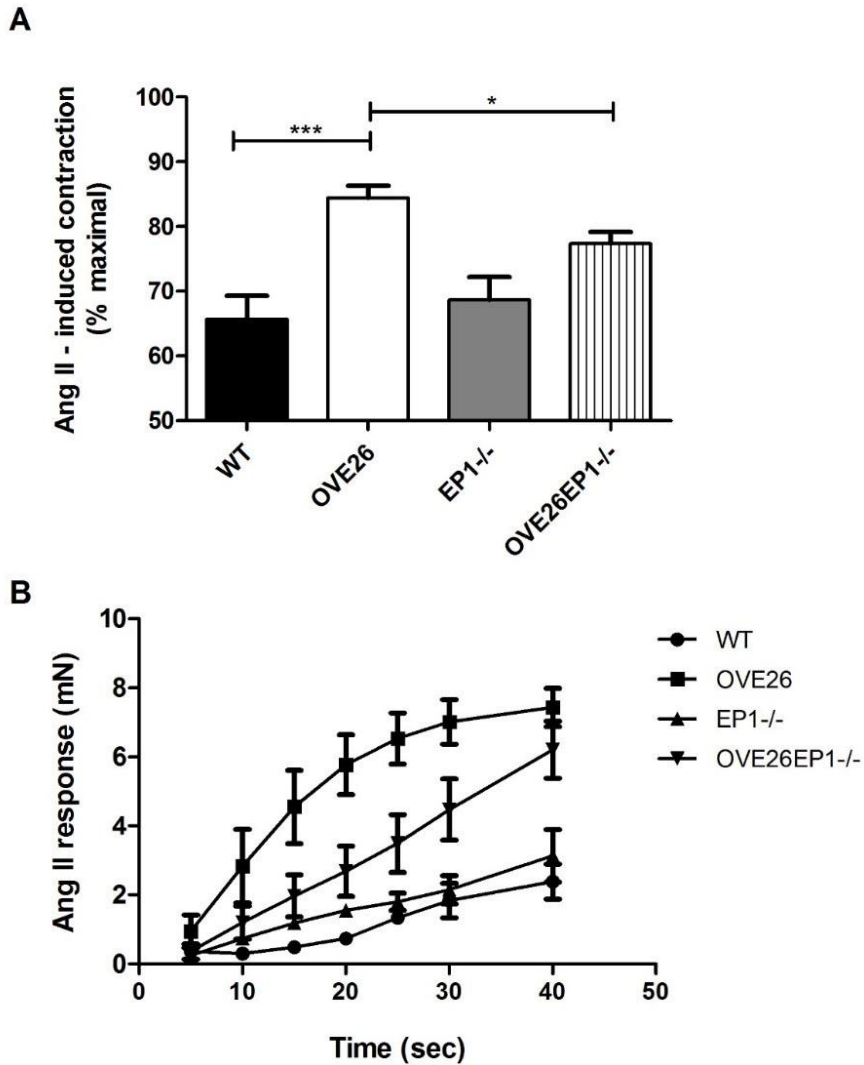 A
Ang II - induced contraction
(% maximal)
100
90
80
70
60
50
***
*
WT
OVE26
EP1-/-
OVE26EP1-/-
B
Ang II response (mN)
10
8
6
4
2
0
0
10
20
30
40
50
Time (sec)
WT
OVE26
EP1-/-
OVE26EP1-/-